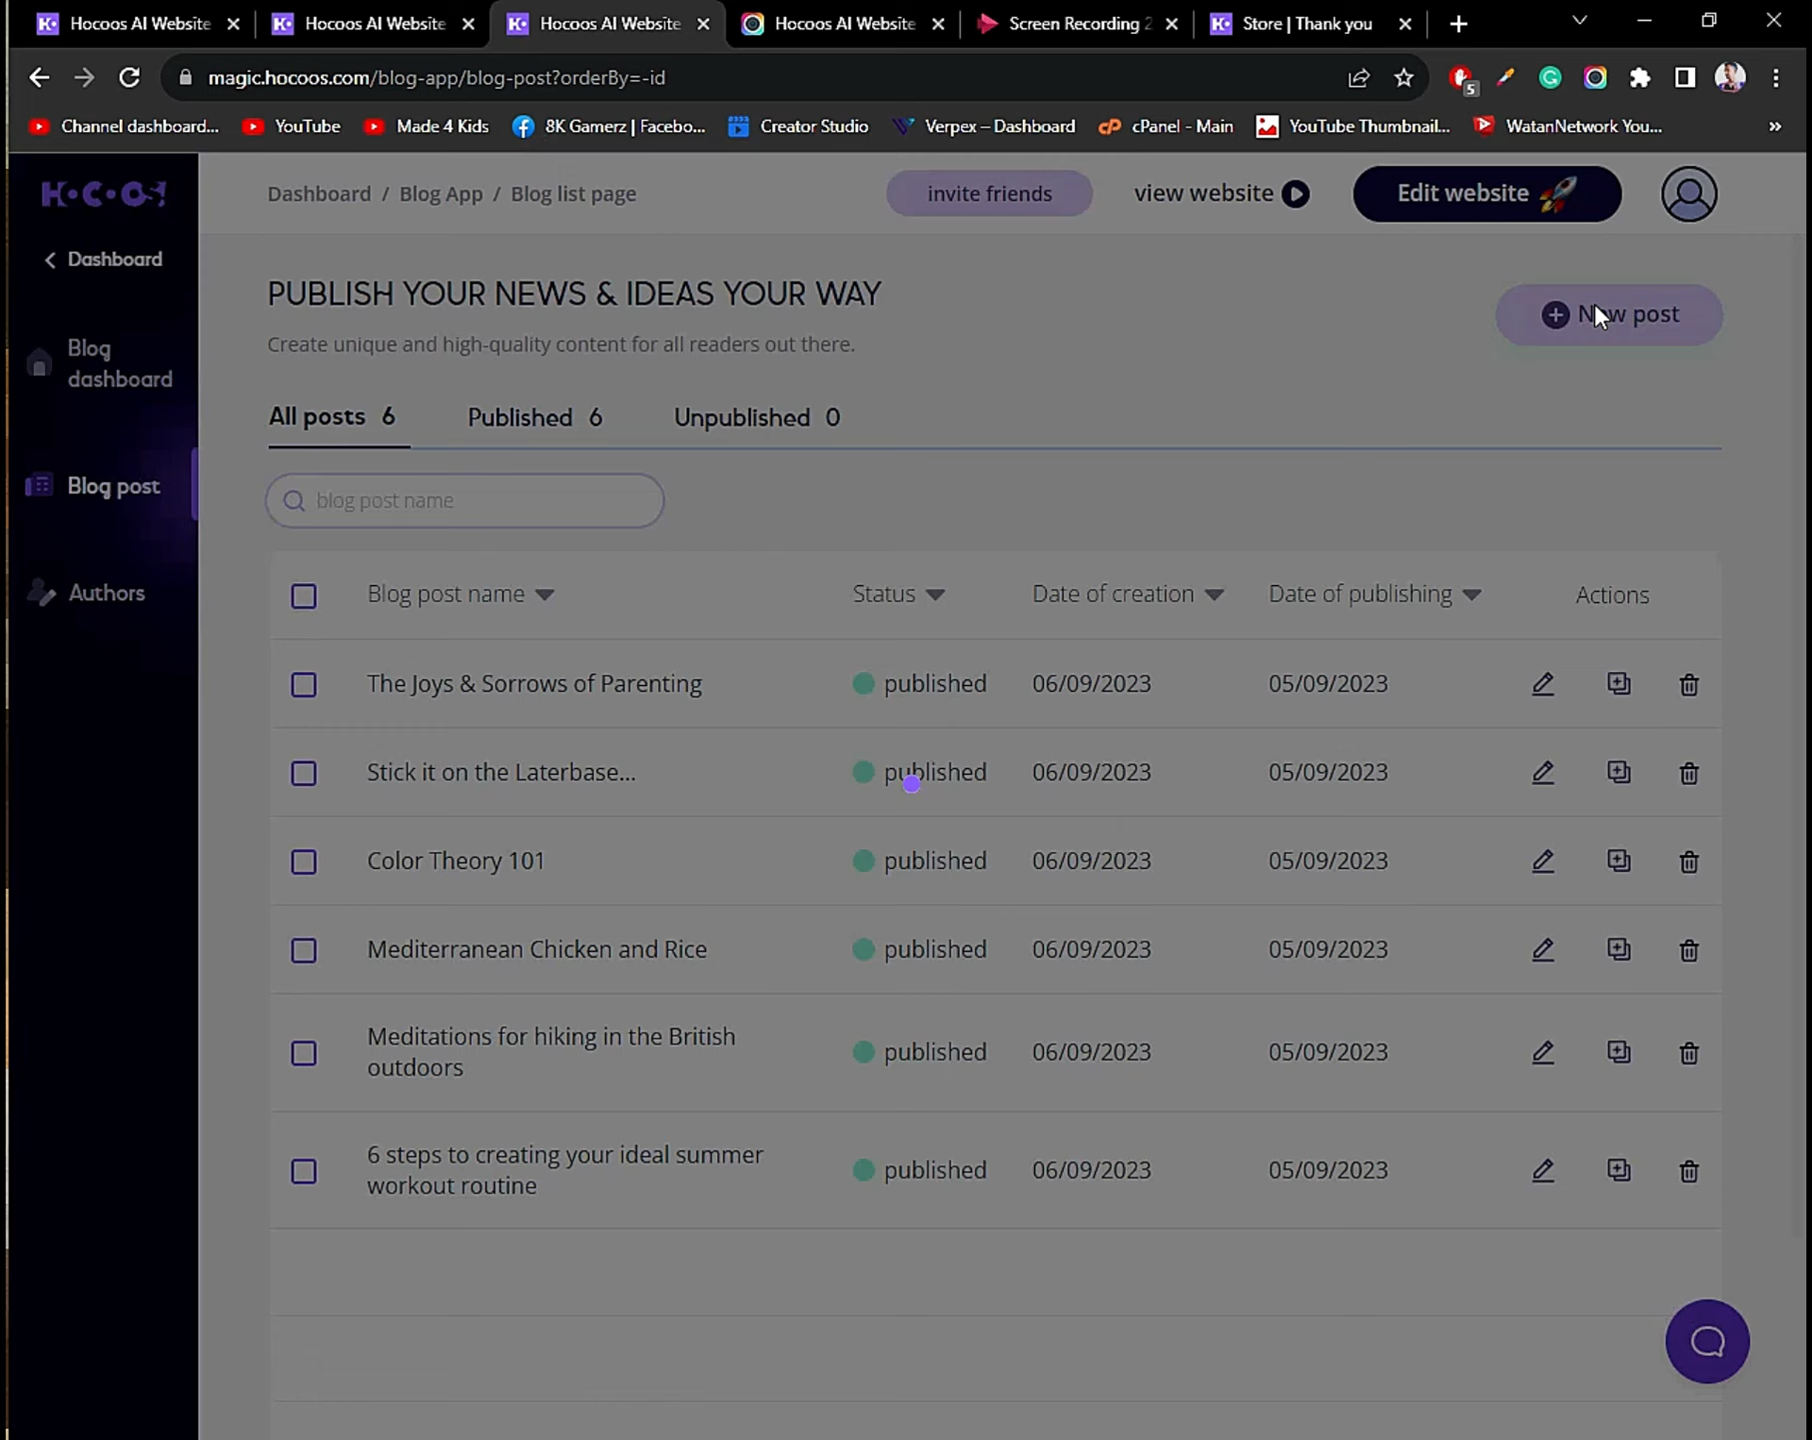 Hocoos AI Website
Hocoos AI Website
Hocoos AI Website
Hocoos AI Website
Screen Recording 2
Store | Thank you
magic.hocoos.com/blog-app/blog-post?orderBy=-id
5
Channel dashboard...
YouTube
Made 4 Kids
8K Gamerz | Facebo...
Creator Studio
Verpex – Dashboard
cPanel - Main
YouTube Thumbnail...
WatanNetwork You...
HOCOOS
Dashboard / Blog App / Blog list page
invite friends
view website
Edit website
Dashboard
PUBLISH YOUR NEWS & IDEAS YOUR WAY
New post
Create unique and high-quality content for all readers out there.
Blog
dashboard
All posts 6
Published 6
Unpublished 0
Blog post
blog post name
Authors
Blog post name
Status
Date of creation
Date of publishing
Actions
The Joys & Sorrows of Parenting
published
06/09/2023
05/09/2023
Stick it on the Laterbase...
published
06/09/2023
05/09/2023
Color Theory 101
published
06/09/2023
05/09/2023
Mediterranean Chicken and Rice
published
06/09/2023
05/09/2023
Meditations for hiking in the British
outdoors
published
06/09/2023
05/09/2023
6 steps to creating your ideal summer
workout routine
published
06/09/2023
05/09/2023